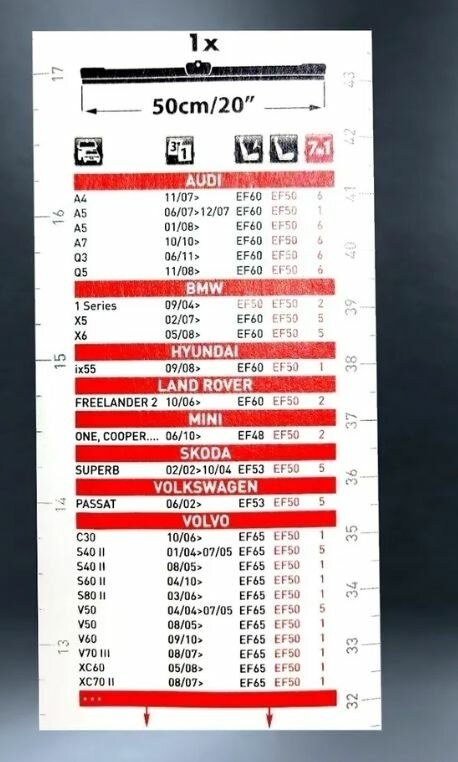 1x
50cm/20”
31
7in1
AUDI
A4 11/07> EF60 EF50 6
A5 06/07>12/07 EF60 EF50 1
A5 01/08> EF60 EF50 6
A7 10/10> EF60 EF50 6
Q3 06/11> EF60 EF50 6
Q5 11/08> EF60 EF50 6
BMW
1 Series 09/04> EF50 EF50 2
X5 02/07> EF60 EF50 5
X6 05/08> EF60 EF50 5
HYUNDAI
ix55 09/08> EF60 EF50 1
LAND ROVER
FREELANDER 2 10/06> EF60 EF50 2
MINI
ONE, COOPER.... 06/10> EF48 EF50 2
SKODA
SUPERB 02/02>10/04 EF53 EF50 5
VOLKSWAGEN
PASSAT 06/02> EF53 EF50 5
VOLVO
C30 10/06> EF65 EF50 1
S40 II 01/04>07/05 EF65 EF50 5
S40 II 08/05> EF65 EF50 1
S60 II 04/10> EF65 EF50 1
S80 II 03/06> EF65 EF50 1
V50 04/04>07/05 EF65 EF50 5
V50 08/05> EF65 EF50 1
V60 09/10> EF65 EF50 1
V70 III 08/07> EF65 EF50 1
XC60 05/08> EF65 EF50 1
XC70 II 08/07> EF65 EF50 1
...
17
16
15
14
13
43
42
41
40
39
38
37
36
35
34
33
32